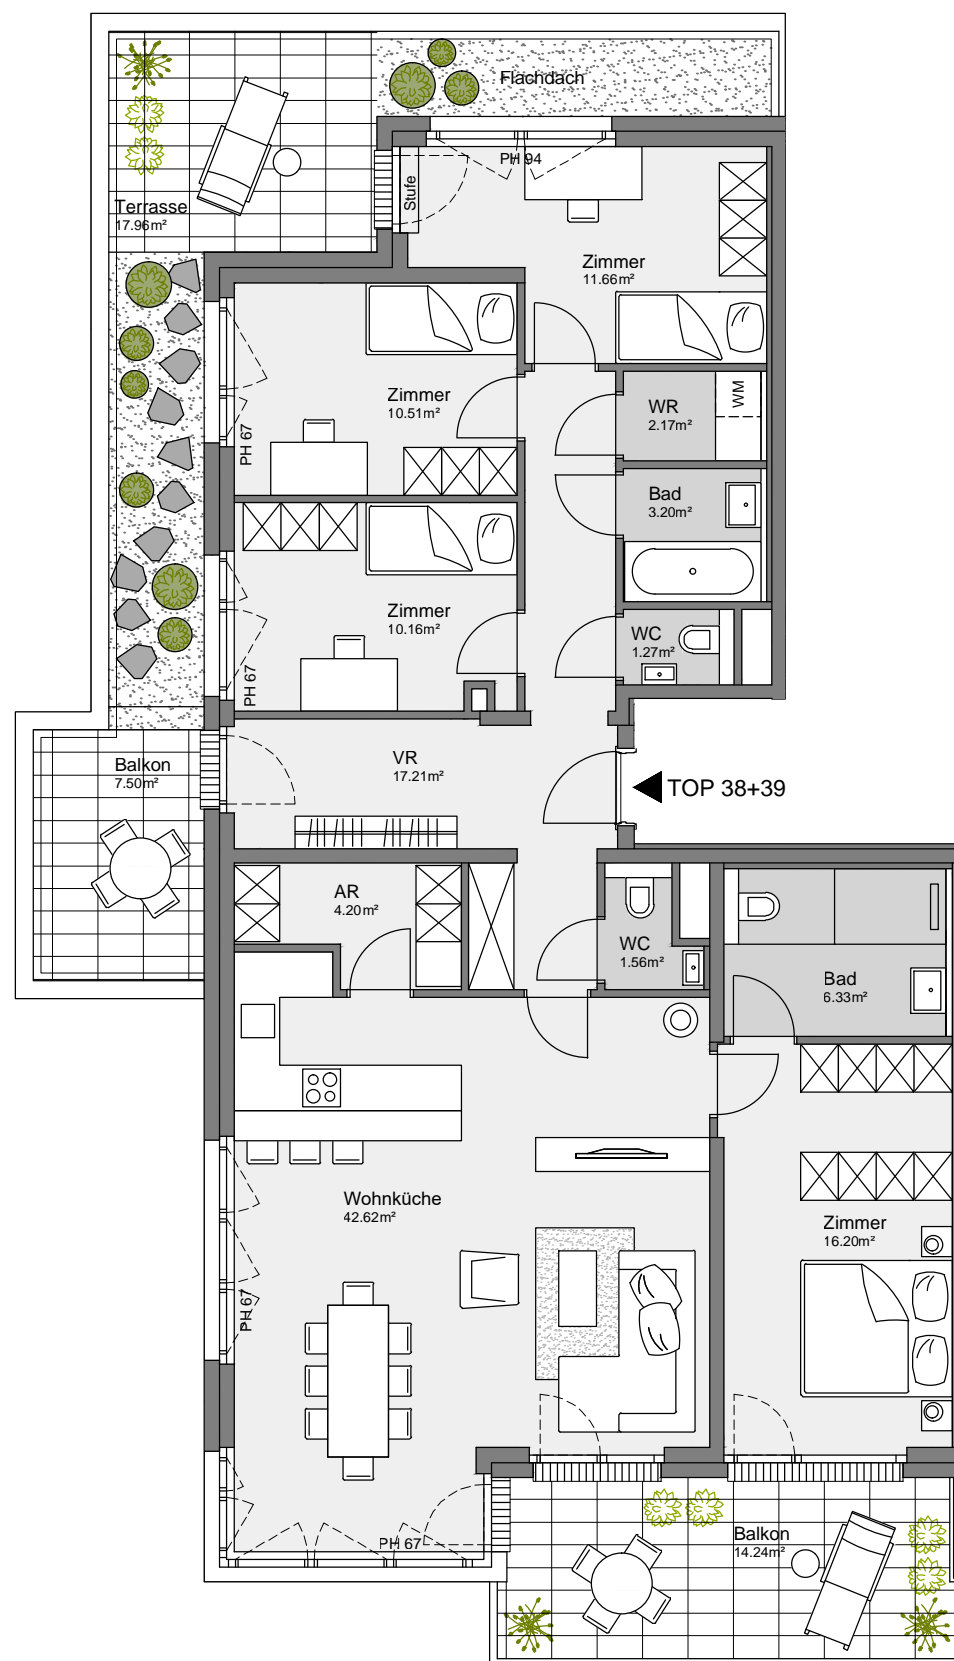 Flachdach
PH 94
Stufe
Terrasse
17.96m²
Zimmer
11.66m²
Zimmer
10.51m²
PH 67
WR
2.17m²
WM
Bad
3.20m²
Zimmer
10.16m²
PH 67
WC
1.27m²
Balkon
7.50m²
VR
17.21m²
TOP 38+39
AR
4.20m²
WC
1.56m²
Bad
6.33m²
Wohnküche
42.62m²
Zimmer
16.20m²
PH 67
PH 67
Balkon
14.24m²